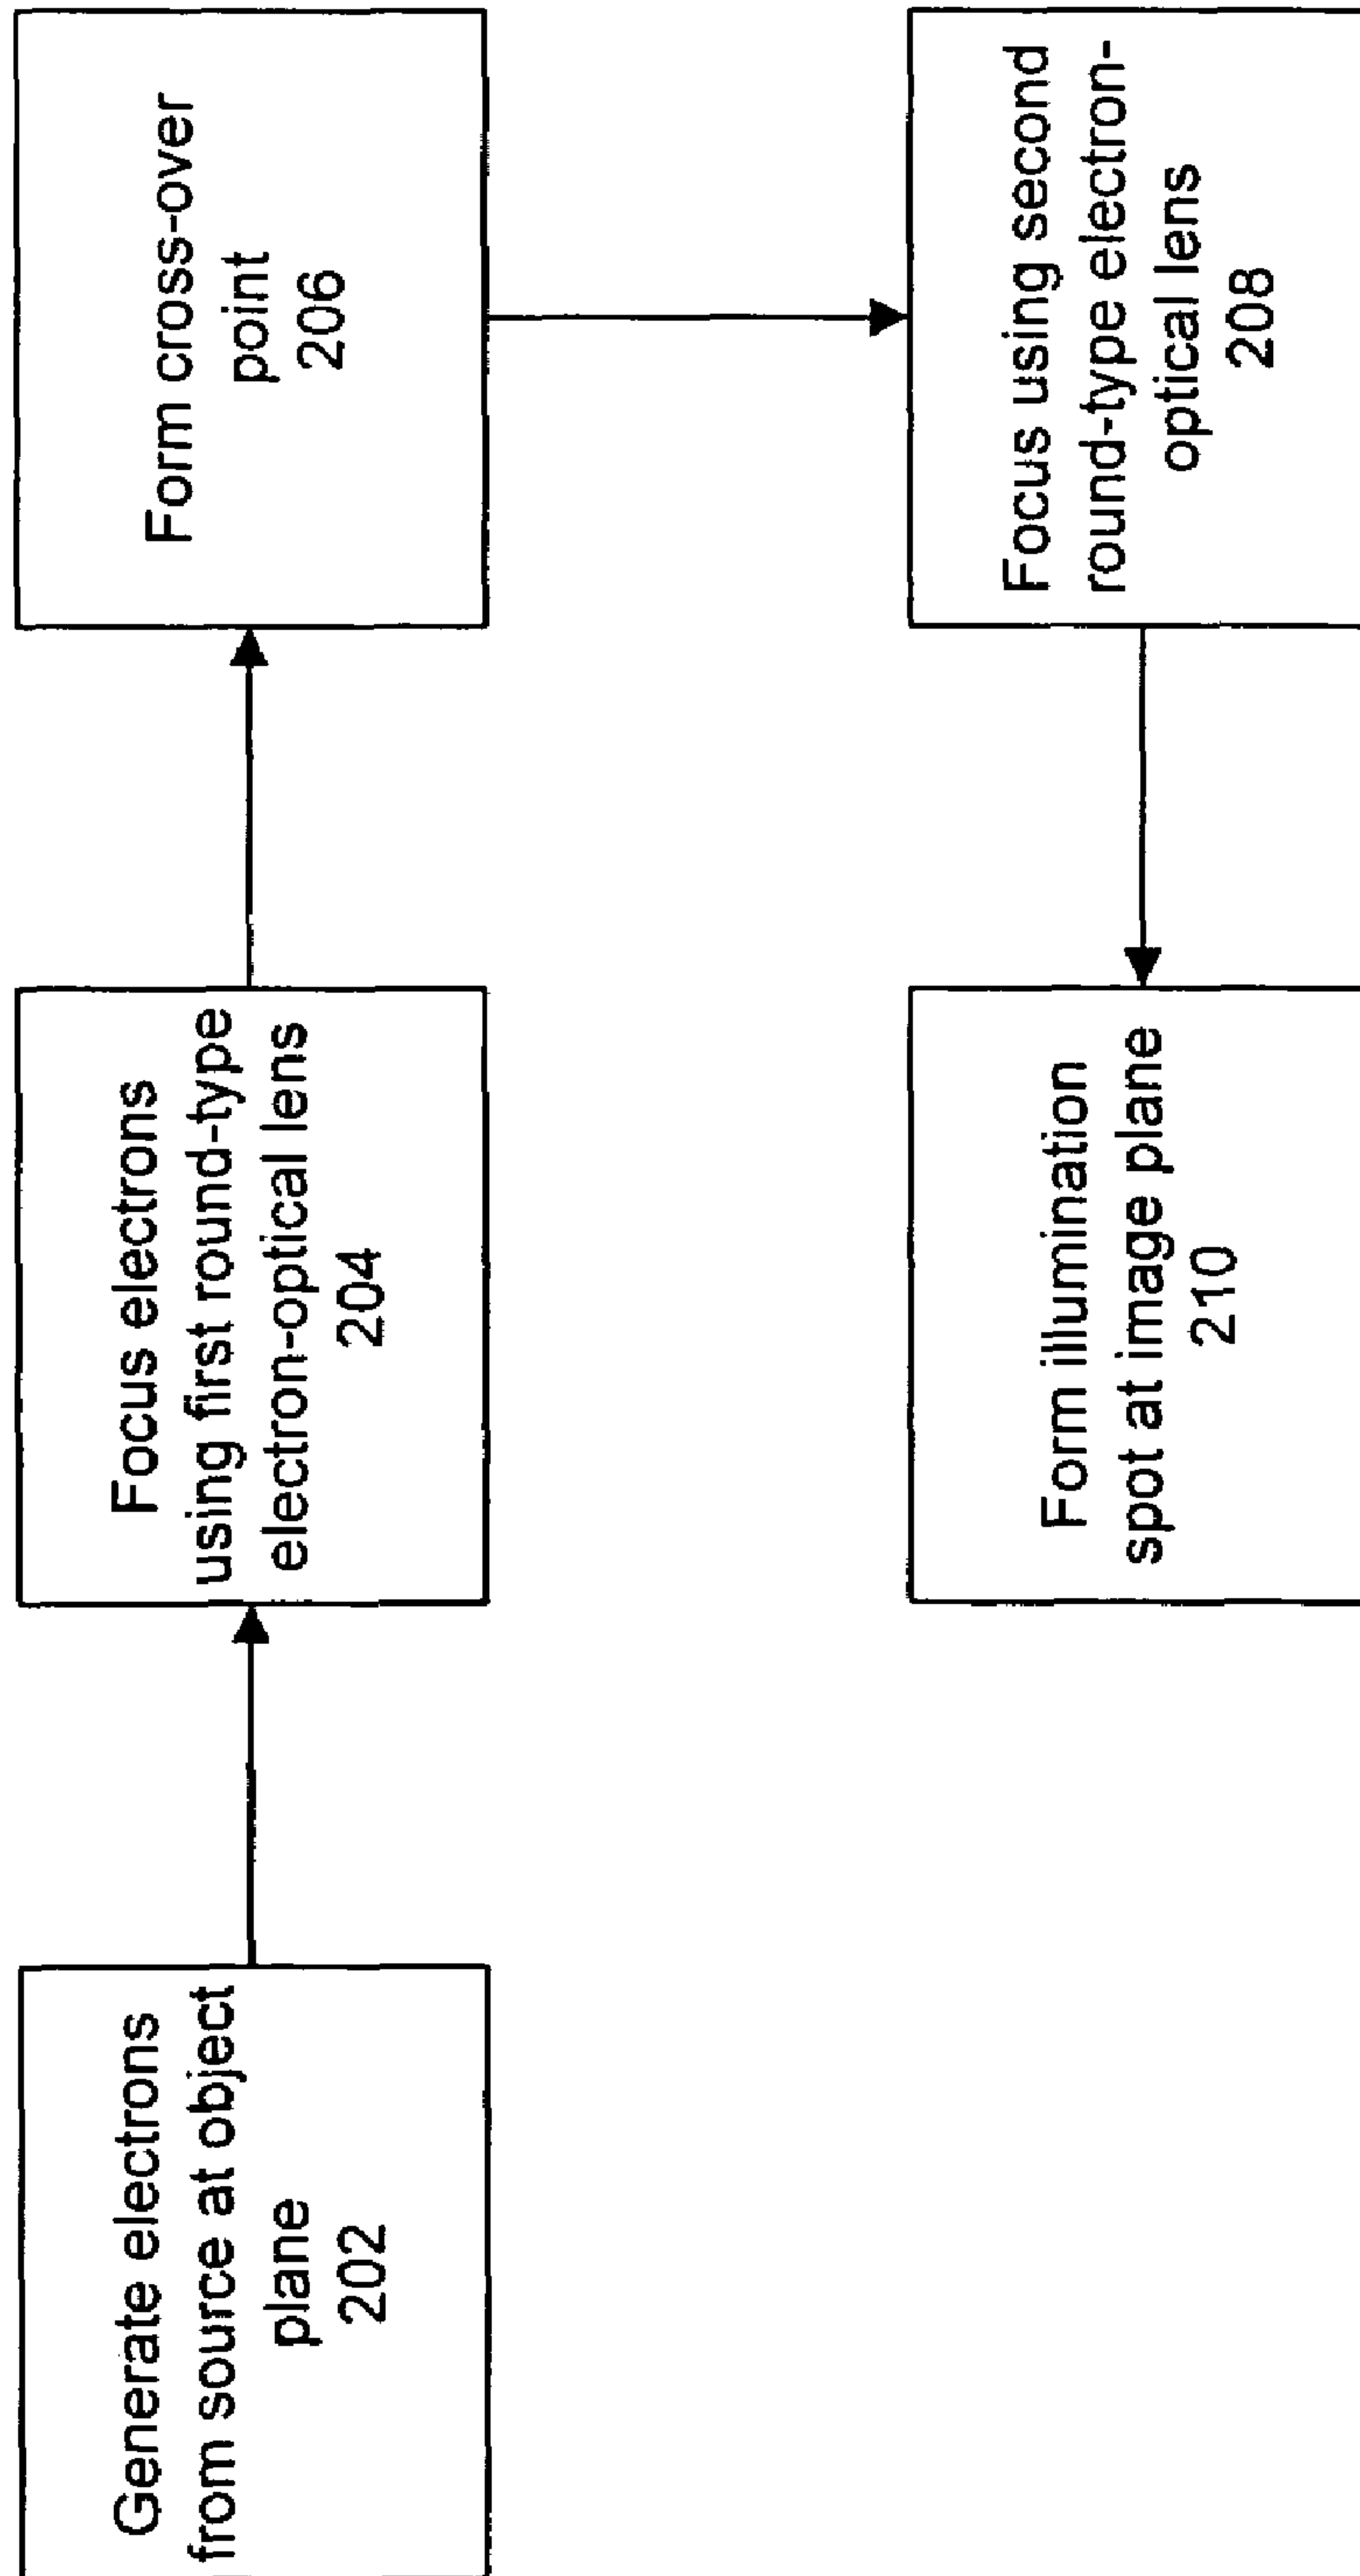 Generate electrons
from source at object
plane
202
Focus electrons
using first round-type
electron-optical lens
204
Form cross-over
point
206
Focus using second
round-type electron-
optical lens
208
Form illumination
spot at image plane
210